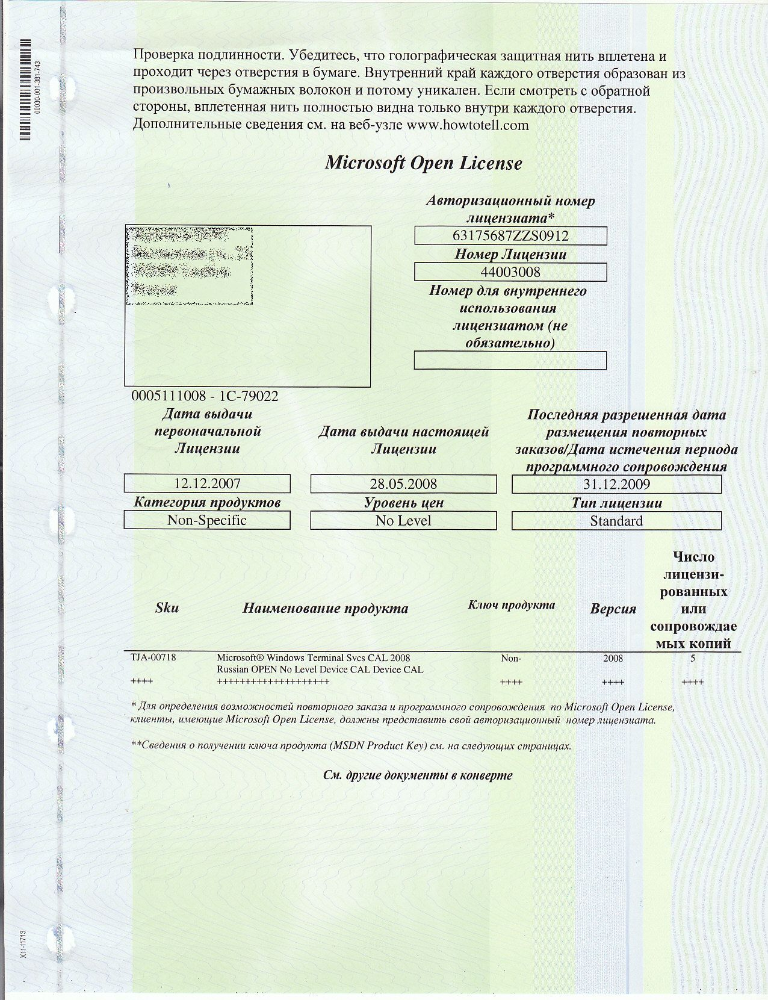 00030-001-381-743
Проверка подлинности. Убедитесь, что голографическая защитная нить вплетена и
проходит через отверстия в бумаге. Внутренний край каждого отверстия образован из
произвольных бумажных волокон и потому уникален. Если смотреть с обратной
стороны, вплетенная нить полностью видна только внутри каждого отверстия.
Дополнительные сведения см. на веб-узле www.howtotell.com
Microsoft Open License
Авторизационный номер
лицензиата*
63175687ZZS0912
Номер Лицензии
44003008
Номер для внутреннего
использования
лицензиатом (не
обязательно)
0005111008 - 1C-79022
Дата выдачи
первоначальной
Лицензии
12.12.2007
Дата выдачи настоящей
Лицензии
28.05.2008
Последняя разрешенная дата
размещения повторных
заказов/Дата истечения периода
программного сопровождения
31.12.2009
Категория продуктов
Non-Specific
Уровень цен
No Level
Тип лицензии
Standard
Sku
Наименование продукта
Ключ продукта
Версия
Число
лицензи-
рованных
или
сопровождае
мых копий
TJA-00718 Microsoft® Windows Terminal Svcs CAL 2008 Non- 2008 5
Russian OPEN No Level Device CAL Device CAL
++++ ++++++++++++++++++++ ++++ ++++ ++++
* Для определения возможностей повторного заказа и программного сопровождения по Microsoft Open License,
клиенты, имеющие Microsoft Open License, должны представить свой авторизационный номер лицензиата.
**Сведения о получении ключа продукта (MSDN Product Key) см. на следующих страницах.
См. другие документы в конверте
X11-11713